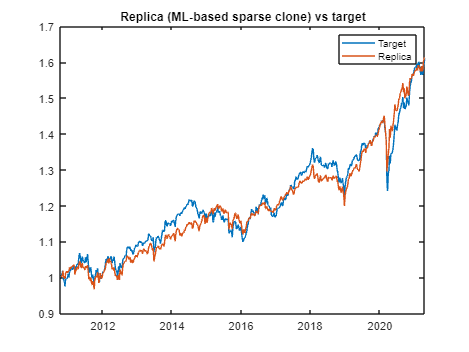 Replica (ML-based sparse clone) vs target
1.7
1.6
1.5
1.4
1.3
1.2
1.1
1
0.9
Target
Replica
2012 2014 2016 2018 2020